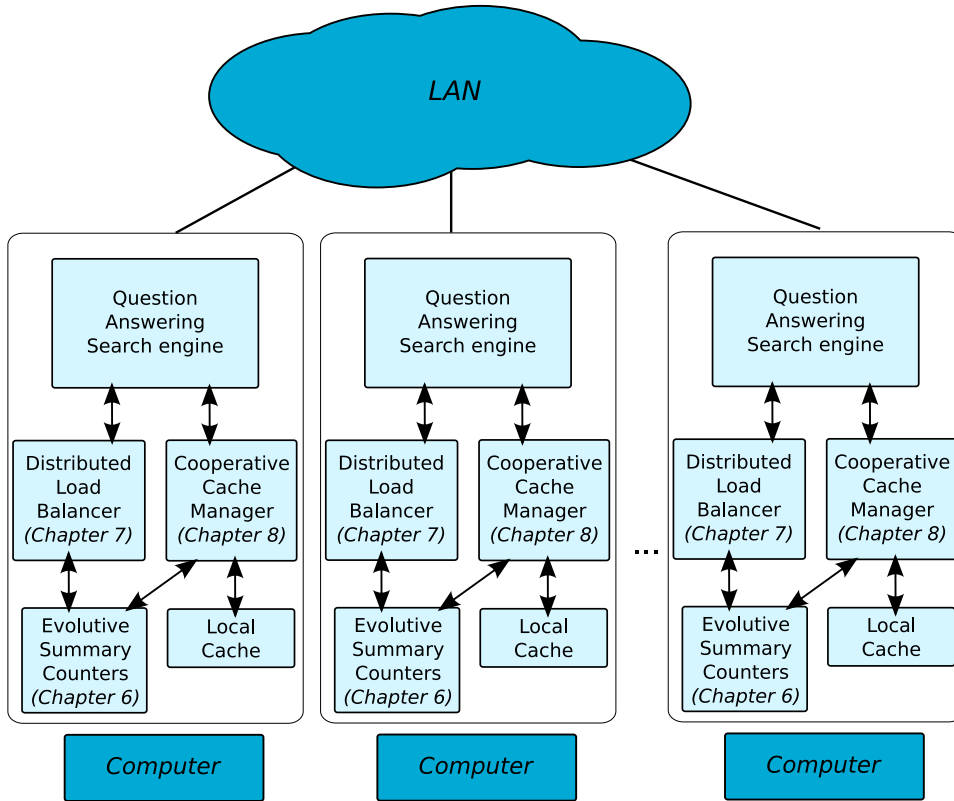 LAN
Question
Answering
Search engine
Distributed
Load
Balancer
(Chapter 7)
Cooperative
Cache
Manager
(Chapter 8)
Evolutive
Summary
Counters
(Chapter 6)
Local
Cache
Computer
Question
Answering
Search engine
Distributed
Load
Balancer
(Chapter 7)
Cooperative
Cache
Manager
(Chapter 8)
Evolutive
Summary
Counters
(Chapter 6)
Local
Cache
Computer
...
Question
Answering
Search engine
Distributed
Load
Balancer
(Chapter 7)
Cooperative
Cache
Manager
(Chapter 8)
Evolutive
Summary
Counters
(Chapter 6)
Local
Cache
Computer